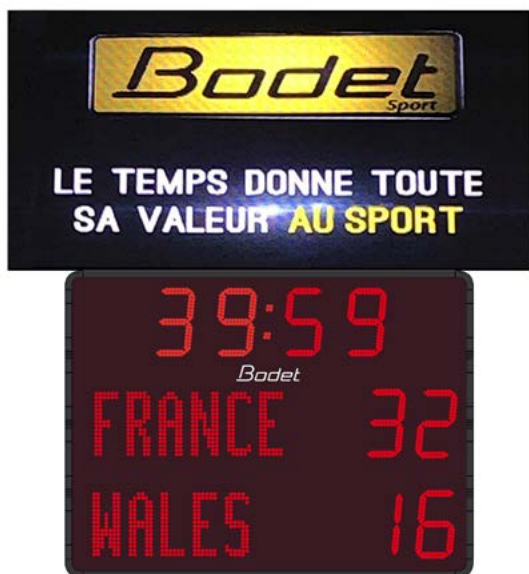 Bodet
Sport
LE TEMPS DONNE TOUTE
SA VALEUR AU SPORT
39:59
Bodet
FRANCE 32
WALES 16